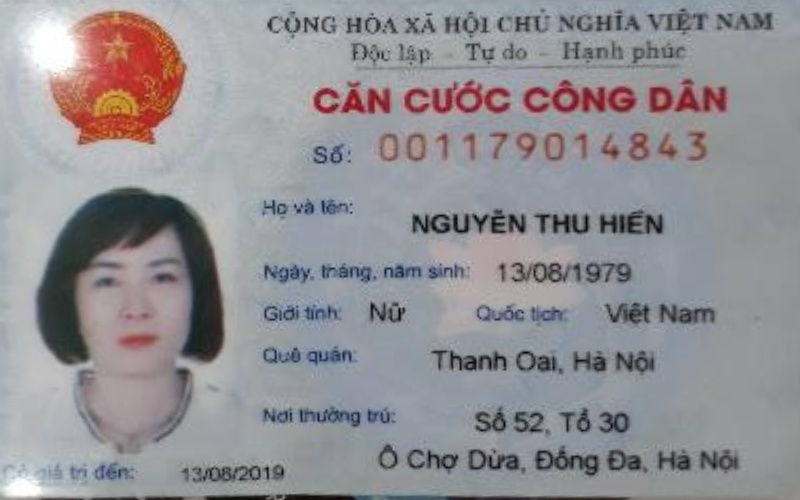 CỘNG HÒA XÃ HỘI CHỦ NGHĨA VIỆT NAM
Độc lập - Tự do - Hạnh phúc
CĂN CƯỚC CÔNG DÂN
Số: 001179014843
Họ và tên: NGUYỄN THU HIỀN
Ngày, tháng, năm sinh: 13/08/1979
Giới tính: Nữ Quốc tịch: Việt Nam
Quê quán: Thanh Oai, Hà Nội
Nơi thường trú: Số 52, Tổ 30
Ô Chợ Dừa, Đống Đa, Hà Nội
Có giá trị đến: 13/08/2019